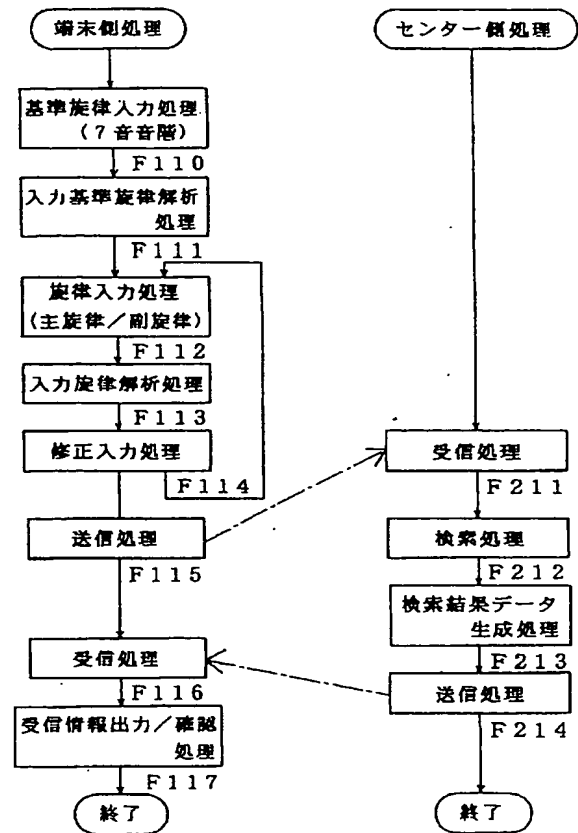 端末側処理
基準旋律入力処理
(7音音階)
F110
入力基準旋律解析
処理
F111
旋律入力処理
(主旋律/副旋律)
F112
入力旋律解析処理
F113
修正入力処理
F114
送信処理
F115
受信処理
F116
受信情報出力/確認
処理
F117
終了
センター側処理
受信処理
F211
検索処理
F212
検索結果データ
生成処理
F213
送信処理
F214
終了